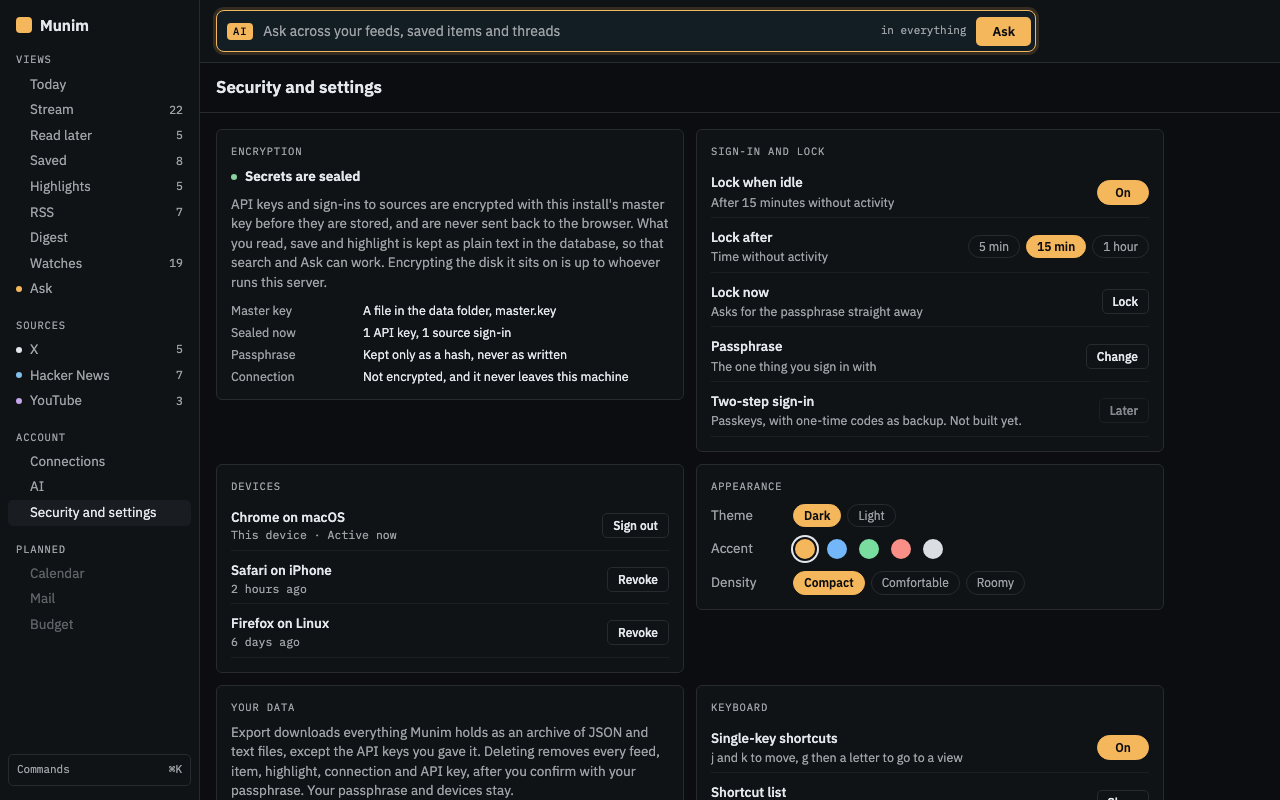 Munim
VIEWS
Today
Stream 22
Read later 5
Saved 8
Highlights 5
RSS 7
Digest
Watches 19
Ask
SOURCES
X 5
Hacker News 7
YouTube 3
ACCOUNT
Connections
AI
Security and settings
PLANNED
Calendar
Mail
Budget
Commands ⌘K
AI Ask across your feeds, saved items and threads in everything Ask
Security and settings
ENCRYPTION
Secrets are sealed
API keys and sign-ins to sources are encrypted with this install's master
key before they are stored, and are never sent back to the browser. What
you read, save and highlight is kept as plain text in the database, so that
search and Ask can work. Encrypting the disk it sits on is up to whoever
runs this server.
Master key A file in the data folder, master.key
Sealed now 1 API key, 1 source sign-in
Passphrase Kept only as a hash, never as written
Connection Not encrypted, and it never leaves this machine
SIGN-IN AND LOCK
Lock when idle
After 15 minutes without activity
On
Lock after
Time without activity
5 min 15 min 1 hour
Lock now
Asks for the passphrase straight away
Lock
Passphrase
The one thing you sign in with
Change
Two-step sign-in
Passkeys, with one-time codes as backup. Not built yet.
Later
DEVICES
Chrome on macOS
This device · Active now
Sign out
Safari on iPhone
2 hours ago
Revoke
Firefox on Linux
6 days ago
Revoke
APPEARANCE
Theme Dark Light
Accent
Density Compact Comfortable Roomy
YOUR DATA
Export downloads everything Munim holds as an archive of JSON and
text files, except the API keys you gave it. Deleting removes every feed,
item, highlight, connection and API key, after you confirm with your
passphrase. Your passphrase and devices stay.
KEYBOARD
Single-key shortcuts
j and k to move, g then a letter to go to a view
On
Shortcut list